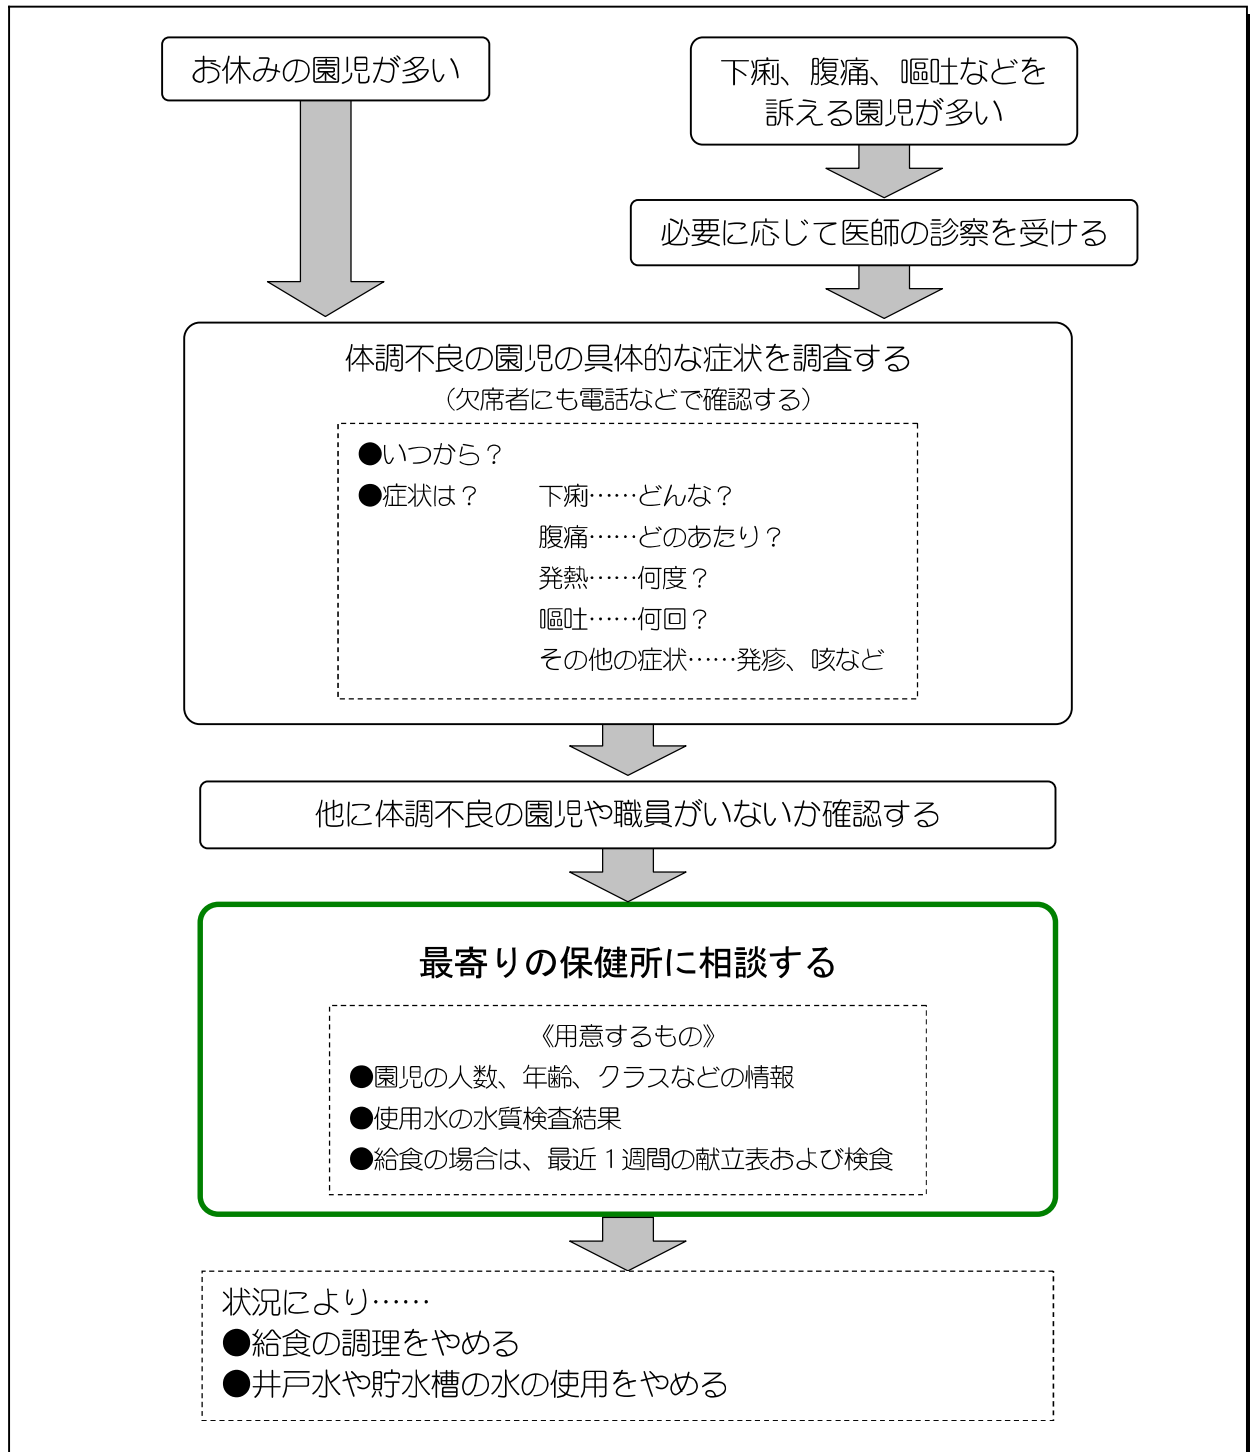 お休みの園児が多い
下痢、腹痛、嘔吐などを
訴える園児が多い
必要に応じて医師の診察を受ける
体調不良の園児の具体的な症状を調査する
（欠席者にも電話などで確認する）
●いつから？
●症状は？　下痢……どんな？
腹痛……どのあたり？
発熱……何度？
嘔吐……何回？
その他の症状……発疹、咳など
他に体調不良の園児や職員がいないか確認する
最寄りの保健所に相談する
《用意するもの》
●園児の人数、年齢、クラスなどの情報
●使用水の水質検査結果
●給食の場合は、最近１週間の献立表および検食
状況により……
●給食の調理をやめる
●井戸水や貯水槽の水の使用をやめる